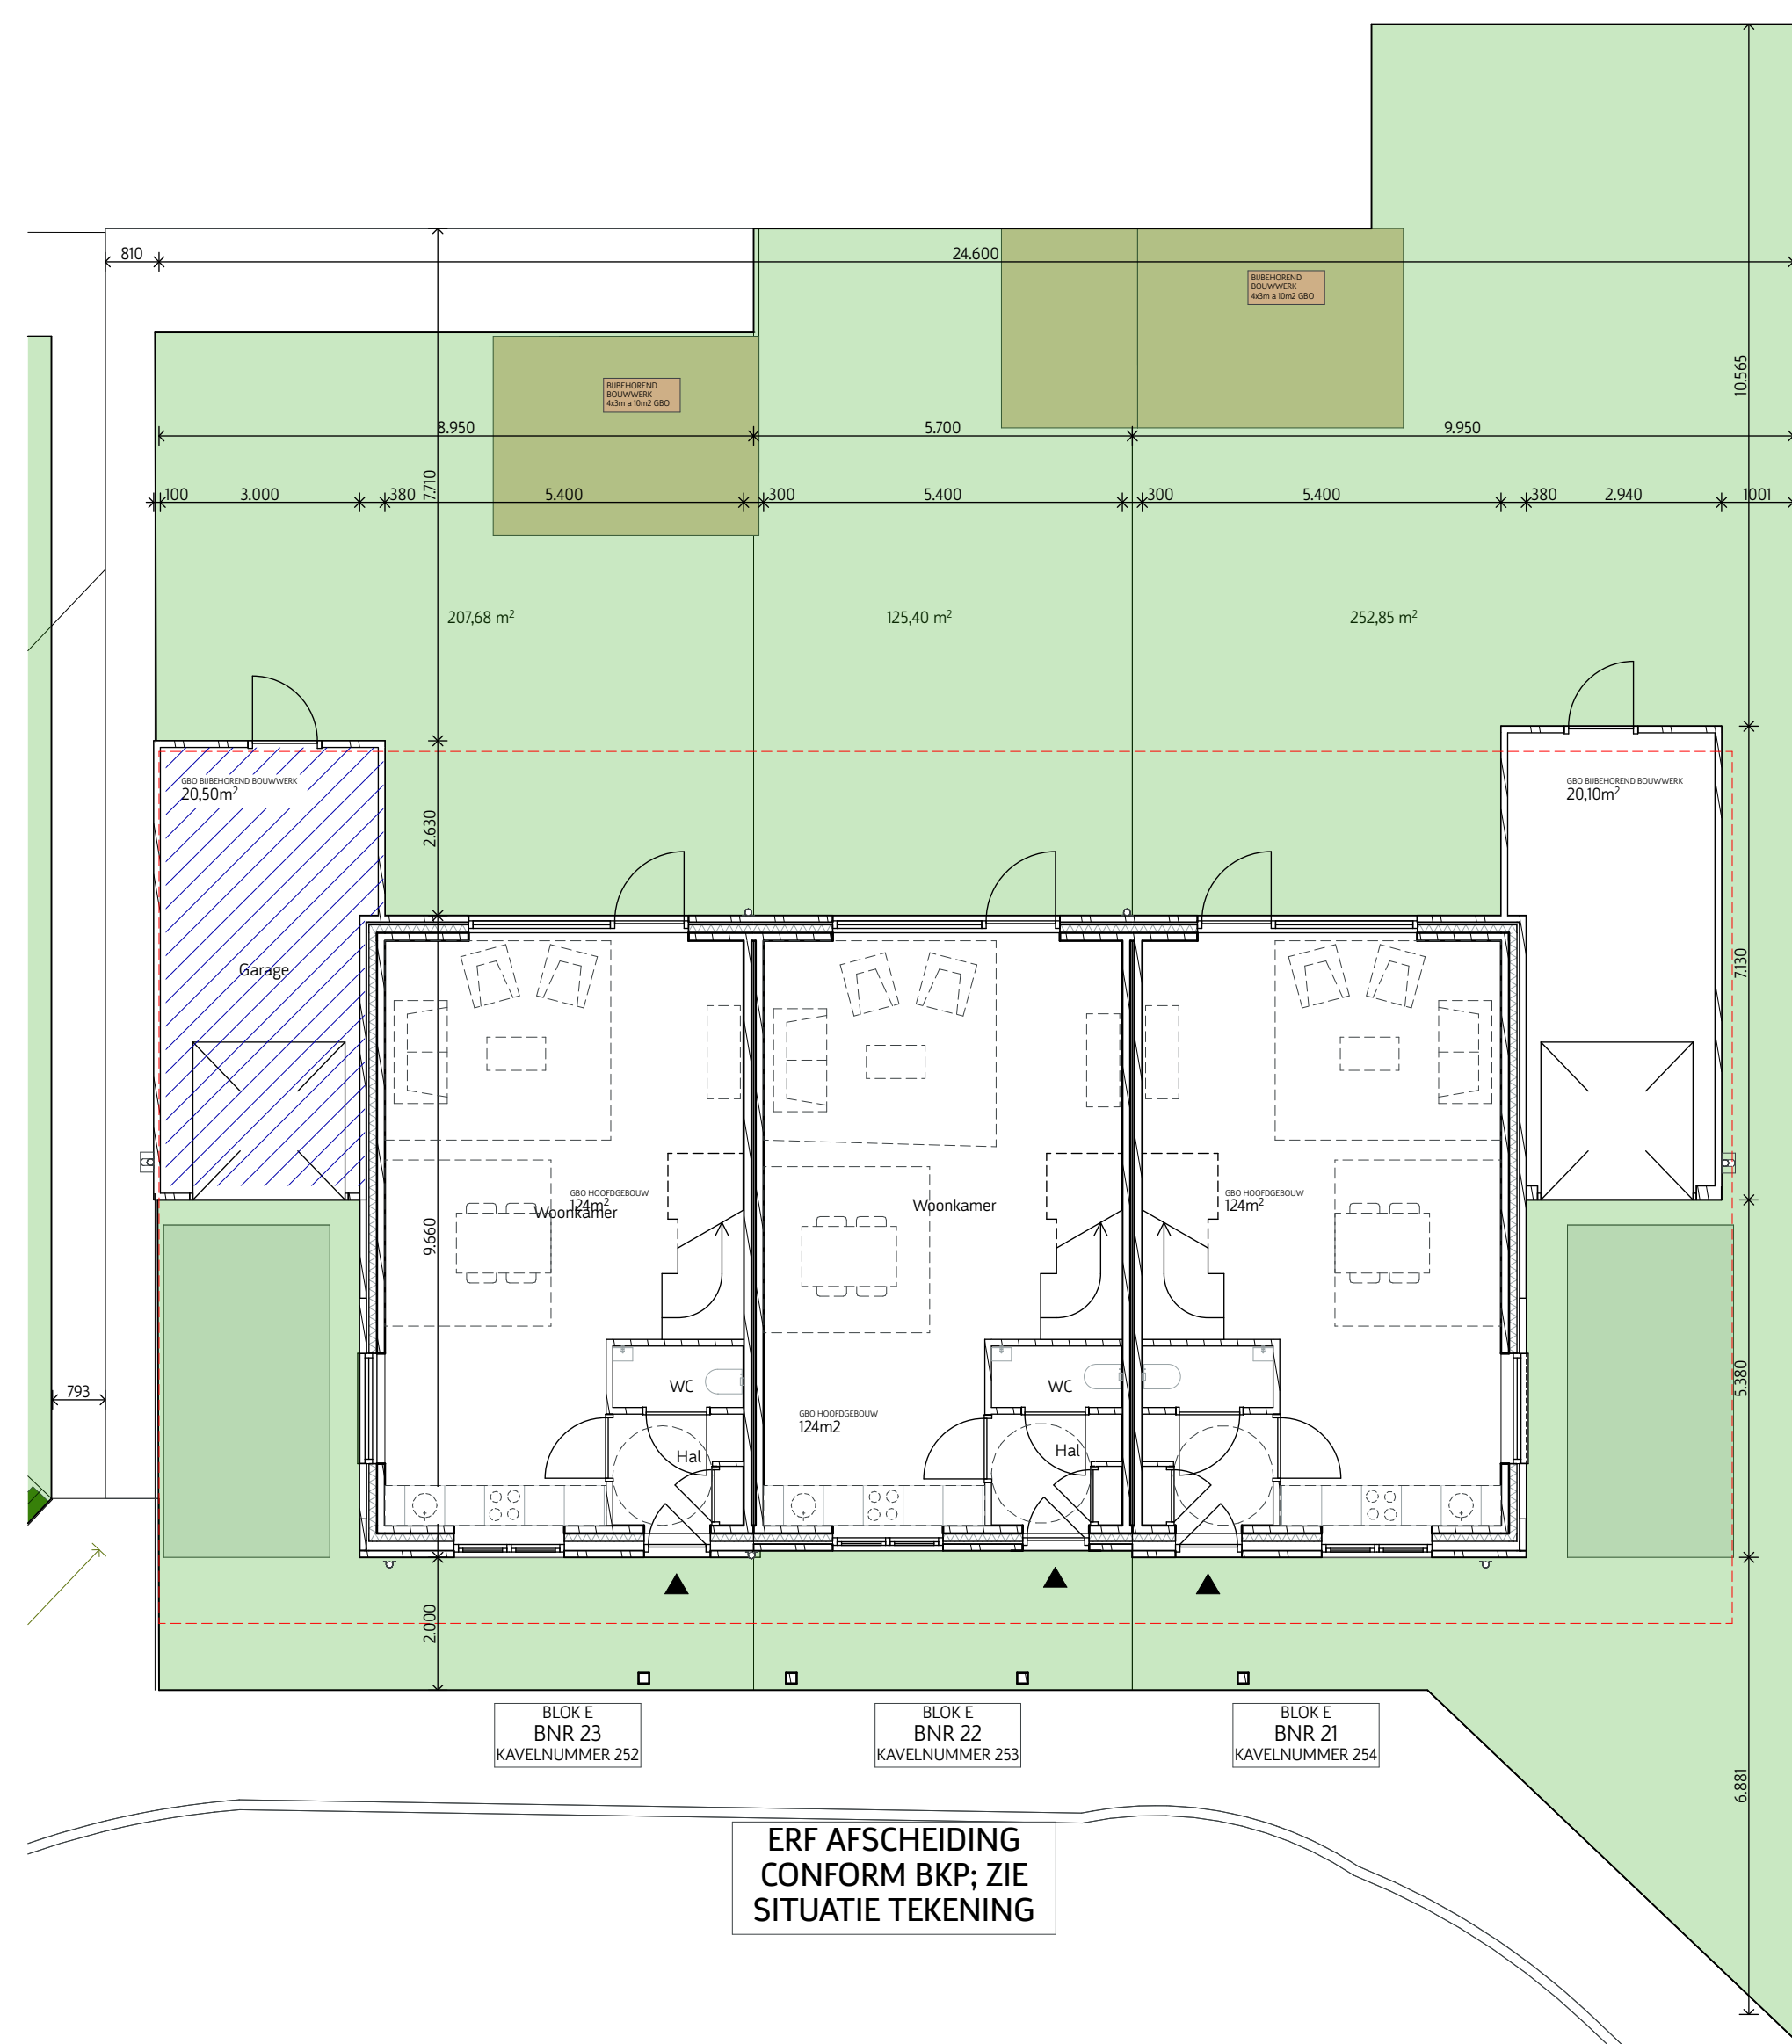 810
24.600
BIJBEHOREND
BOUWWERK
4x3m a 10m2 GBO
10.565
BIJBEHOREND
BOUWWERK
4x3m a 10m2 GBO
8.950
5.700
9.950
7.710
100
3.000
380
5.400
300
5.400
300
5.400
380
2.940
1001
207,68 m²
125,40 m²
252,85 m²
GBO BIJBEHOREND BOUWWERK
20,50m²
GBO BIJBEHOREND BOUWWERK
20,10m²
2.630
Garage
7.130
GBO HOOFDGEBOUW
124m²
Woonkamer
Woonkamer
GBO HOOFDGEBOUW
124m²
9.660
793
WC
WC
5.380
GBO HOOFDGEBOUW
124m2
Hal
Hal
2.000
BLOK E
BNR 23
KAVELNUMMER 252
BLOK E
BNR 22
KAVELNUMMER 253
BLOK E
BNR 21
KAVELNUMMER 254
6.881
ERF AFSCHEIDING
CONFORM BKP; ZIE
SITUATIE TEKENING